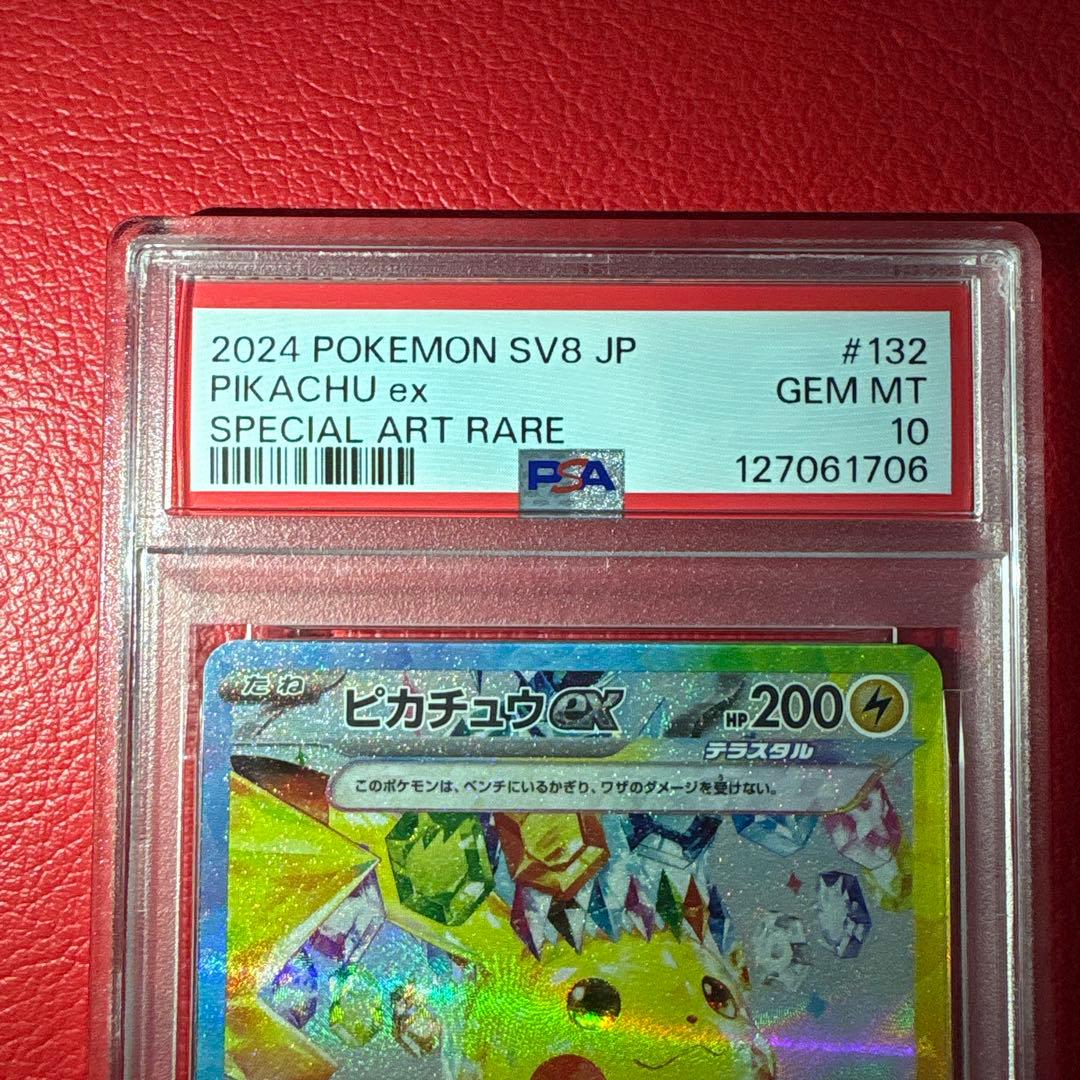 2024 POKEMON SV8 JP #132
PIKACHU ex GEM MT
SPECIAL ART RARE 10
PSA 127061706
たね ピカチュウex HP 200
テラスタル
このポケモンは、ベンチにいるかぎり、ワザのダメージを受けない。